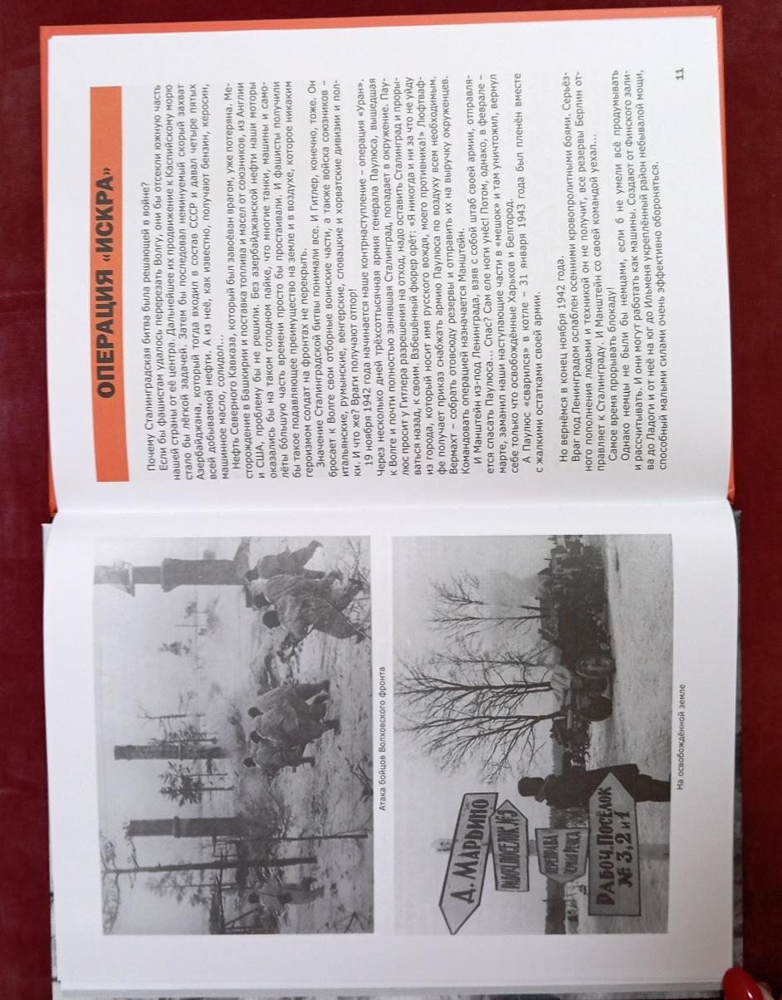 Д. МАРЬИНО
РАБОЧ. ПОСЕЛОК № 5
ПЕРЕПРАВА
ЧЕРНАЯ РЕЧКА
РАБОЧ. ПОСЁЛОК
№ 3, 2 и 1
Атака бойцов Волховского фронта
На освобождённой земле
ОПЕРАЦИЯ «ИСКРА»
Почему Сталинградская битва была решающей в войне?
Если бы фашистам удалось перерезать Волгу, они бы отсекли южную часть
нашей страны от её центра. Дальнейшее их продвижение к Каспийскому морю
стало бы лёгкой задачей. Затем бы последовал неминуемый скорый захват
Азербайджана, который тогда входил в состав СССР и давал четыре пятых
всей добываемой нефти. А из неё, как известно, получают бензин, керосин,
машинное масло, солидол...
Нефть Северного Кавказа, который был завоёван врагом, уже потеряна. Ме-
сторождение в Башкирии и поставка топлива и масел от союзников, из Англии
и США, проблему бы не решили. Без азербайджанской нефти наши моторы
оказались бы на таком голодном пайке, что многие танки, машины и само-
лёты большую часть времени просто бы простаивали. И фашисты получили
бы такое подавляющее преимущество на земле и в воздухе, которое никаким
героизмом солдат на фронтах не перекрыть.
Значение Сталинградской битвы понимали все. И Гитлер, конечно, тоже. Он
бросает к Волге свои отборные воинские части, а также войска союзников –
итальянские, румынские, венгерские, словацкие и хорватские дивизии и пол-
ки. И что же? Враги получают отпор!
19 ноября 1942 года начинается наше контрнаступление – операция «Уран».
Через несколько дней трёхсоттысячная армия генерала Паулюса, вышедшая
к Волге и почти полностью занявшая Сталинград, попадает в окружение. Пау-
люс просит у Гитлера разрешения на отход, надо оставить Сталинград и проры-
ваться назад, к своим. Взбешённый фюрер орёт: «Я никогда и ни за что не уйду
из города, который носит имя русского вождя, моего противника!» Люфтваф-
фе получает приказ снабжать армию Паулюса по воздуху всем необходимым.
Вермахт – собрать отовсюду резервы и отправить их на выручку окруженцев.
Командовать операцией назначается Манштейн.
И Манштейн из-под Ленинграда, взяв с собой штаб своей армии, отправля-
ется спасать Паулюса... Спас? Сам еле ноги унёс! Потом, однако, в феврале –
марте, заманил наши наступающие части в «мешок» и там уничтожил, вернул
себе только что освобождённые Харьков и Белгород.
А Паулюс «сварился» в котле – 31 января 1943 года был пленён вместе
с жалкими остатками своей армии.
Но вернёмся в конец ноября 1942 года.
Враг под Ленинградом ослаблен осенними кровопролитными боями. Серьёз-
ного пополнения людьми и техникой он не получит, все резервы Берлин от-
правляет к Сталинграду. И Манштейн со своей командой уехал...
Самое время прорывать блокаду!
Однако немцы не были бы немцами, если б не умели всё продумывать
и рассчитывать. И они могут работать как машины. Создают от Финского зали-
ва до Ладоги и от неё на юг до Ильменя укреплённый район небывалой мощи,
способный малыми силами очень эффективно обороняться.
11